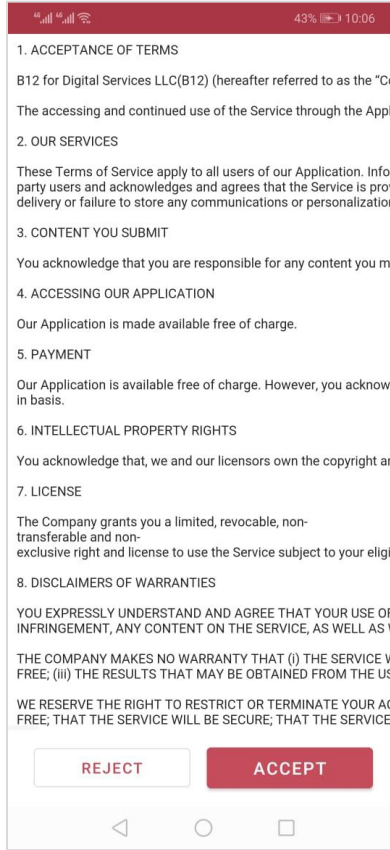 43% 10:06
1. ACCEPTANCE OF TERMS
B12 for Digital Services LLC(B12) (hereafter referred to as the “Co
The accessing and continued use of the Service through the Appl
2. OUR SERVICES
These Terms of Service apply to all users of our Application. Info
party users and acknowledges and agrees that the Service is prov
delivery or failure to store any communications or personalization
3. CONTENT YOU SUBMIT
You acknowledge that you are responsible for any content you m
4. ACCESSING OUR APPLICATION
Our Application is made available free of charge.
5. PAYMENT
Our Application is available free of charge. However, you acknow
in basis.
6. INTELLECTUAL PROPERTY RIGHTS
You acknowledge that, we and our licensors own the copyright an
7. LICENSE
The Company grants you a limited, revocable, non-
transferable and non-
exclusive right and license to use the Service subject to your eligi
8. DISCLAIMERS OF WARRANTIES
YOU EXPRESSLY UNDERSTAND AND AGREE THAT YOUR USE OF
INFRINGEMENT, ANY CONTENT ON THE SERVICE, AS WELL AS
THE COMPANY MAKES NO WARRANTY THAT (i) THE SERVICE
FREE; (iii) THE RESULTS THAT MAY BE OBTAINED FROM THE US
WE RESERVE THE RIGHT TO RESTRICT OR TERMINATE YOUR AC
FREE; THAT THE SERVICE WILL BE SECURE; THAT THE SERVICE
REJECT
ACCEPT